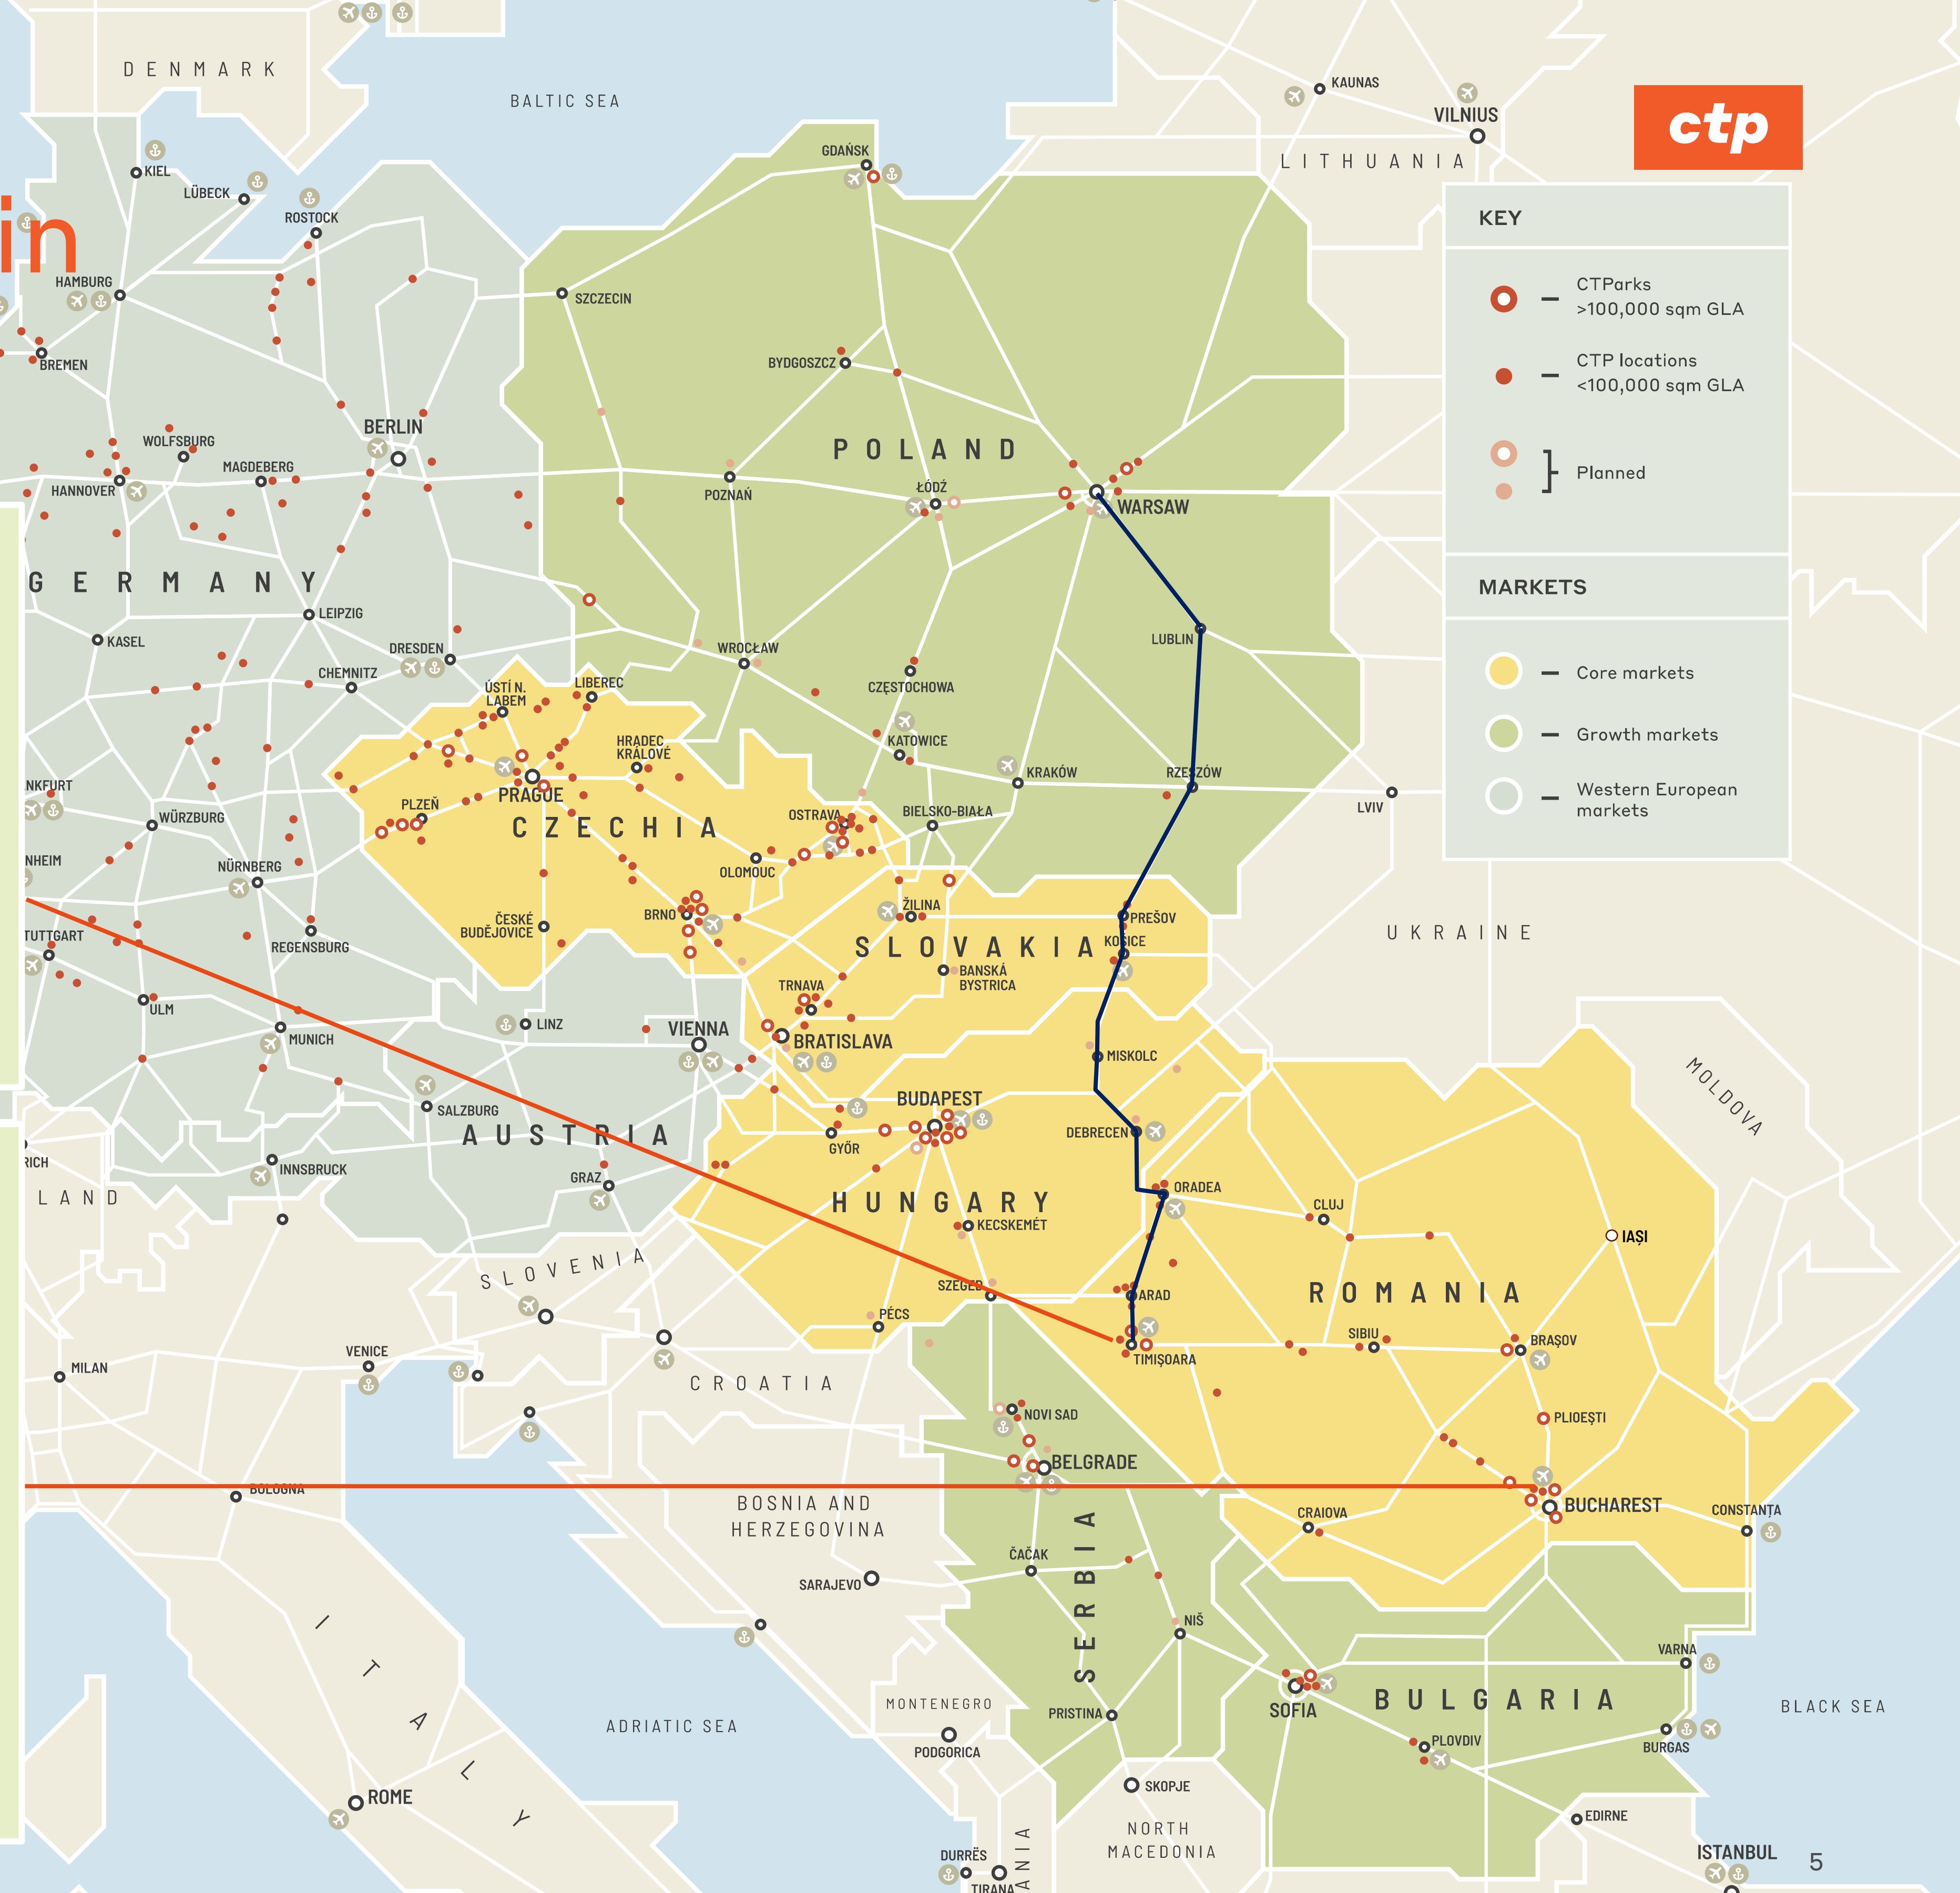 DENMARK
BALTIC SEA
KAUNAS
VILNIUS
LITHUANIA
ctp
KIEL
LÜBECK
ROSTOCK
GDAŃSK
in
HAMBURG
SZCZECIN
BREMEN
BYDGOSZCZ
KEY
CTParks
>100,000 sqm GLA
CTP locations
<100,000 sqm GLA
Planned
MARKETS
Core markets
Growth markets
Western European
markets
WOLFSBURG
BERLIN
MAGDEBERG
HANNOVER
POLAND
POZNAŃ
ŁÓDŹ
WARSAW
GERMANY
LEIPZIG
KASEL
DRESDEN
CHEMNITZ
LUBLIN
WROCŁAW
CZĘSTOCHOWA
ÚSTÍ N.
LABEM
LIBEREC
HRADEC
KRÁLOVÉ
KATOWICE
KRAKÓW
RZESZÓW
LVIV
NKFURT
WÜRZBURG
PRAGUE
PLZEŇ
CZECHIA
OSTRAVA
BIELSKO-BIAŁA
NHEIM
NÜRNBERG
OLOMOUC
BRNO
ČESKÉ
BUDĚJOVICE
ŽILINA
PREŠOV
KOŠICE
UKRAINE
TUTTGART
REGENSBURG
SLOVAKIA
BANSKÁ
BYSTRICA
TRNAVA
ULM
LINZ
VIENNA
BRATISLAVA
MUNICH
MISKOLC
MOLDOVA
SALZBURG
BUDAPEST
DEBRECEN
AUSTRIA
GYŐR
RICH
INNSBRUCK
GRAZ
LAND
HUNGARY
ORADEA
CLUJ
KECSKEMÉT
IAȘI
SLOVENIA
SZEGED
ARAD
ROMANIA
PÉCS
SIBIU
BRAȘOV
TIMIȘOARA
VENICE
MILAN
CROATIA
NOVI SAD
PLIOEȘTI
BELGRADE
BOLOGNA
BOSNIA AND
HERZEGOVINA
CRAIOVA
BUCHAREST
CONSTANȚA
ČAČAK
SARAJEVO
SERBIA
NIŠ
VARNA
ITALY
MONTENEGRO
PRISTINA
SOFIA
BULGARIA
BLACK SEA
ADRIATIC SEA
PODGORICA
PLOVDIV
BURGAS
SKOPJE
ROME
NORTH
MACEDONIA
EDIRNE
DURRËS
TIRANA
ANIA
ISTANBUL
5